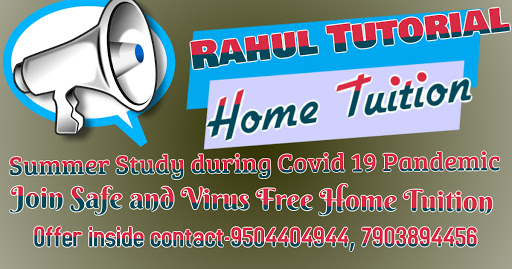 Rahul Tutorial
Home Tuition
Summer Study during Covid 19 Pandemic
Join Safe and Virus Free Home Tuition
Offer inside contact-9504404944, 7903894456